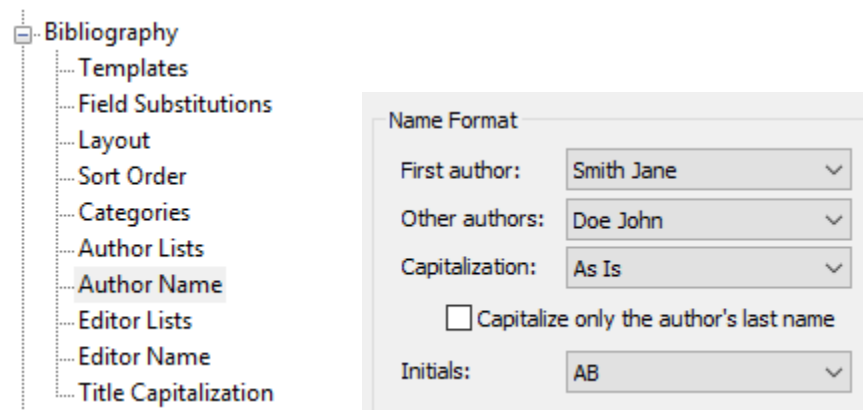 Bibliography
Templates
Field Substitutions
Layout
Sort Order
Categories
Author Lists
Author Name
Editor Lists
Editor Name
Title Capitalization
Name Format
First author: Smith Jane
Other authors: Doe John
Capitalization: As Is
Capitalize only the author's last name
Initials: AB